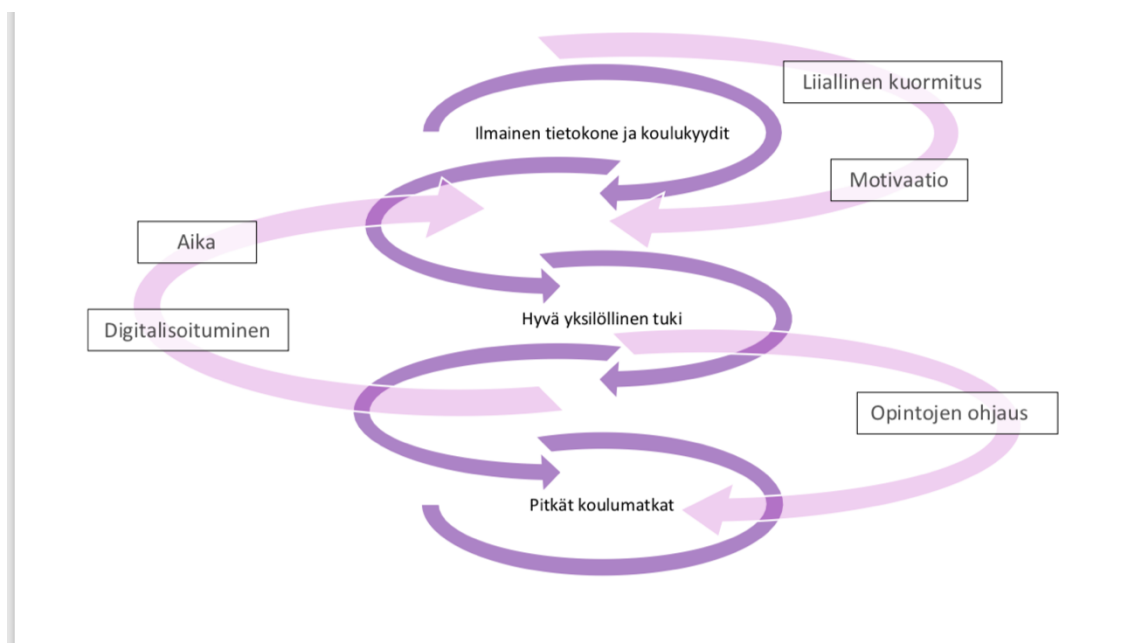 Liiallinen kuormitus
Ilmainen tietokone ja koulukyydit
Motivaatio
Aika
Hyvä yksilöllinen tuki
Digitalisoituminen
Opintojen ohjaus
Pitkät koulumatkat